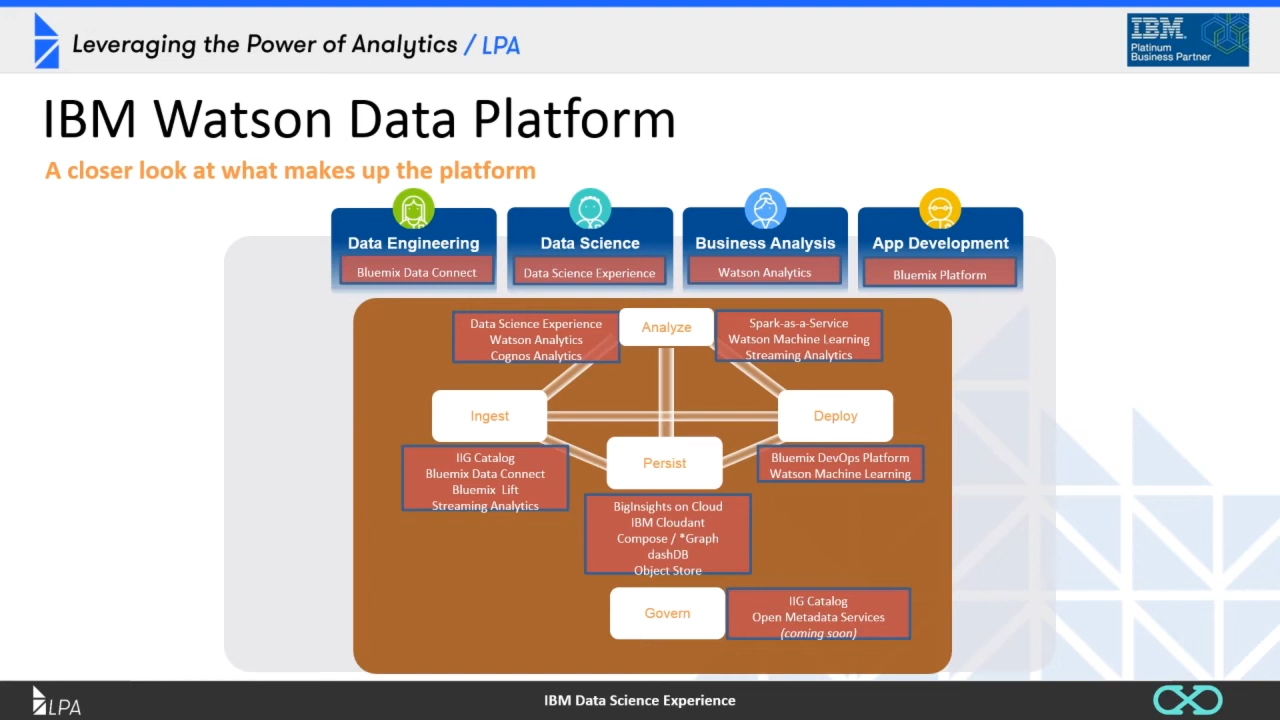 Leveraging the Power of Analytics / LPA
IBM
Platinum
Business Partner
IBM Watson Data Platform
A closer look at what makes up the platform
Data Engineering
Bluemix Data Connect
Data Science
Data Science Experience
Business Analysis
Watson Analytics
App Development
Bluemix Platform
Data Science Experience
Watson Analytics
Cognos Analytics
Analyze
Spark-as-a-Service
Watson Machine Learning
Streaming Analytics
Ingest
IIG Catalog
Bluemix Data Connect
Bluemix Lift
Streaming Analytics
Persist
BigInsights on Cloud
IBM Cloudant
Compose / *Graph
dashDB
Object Store
Deploy
Bluemix DevOps Platform
Watson Machine Learning
Govern
IIG Catalog
Open Metadata Services
(coming soon)
LPA
IBM Data Science Experience